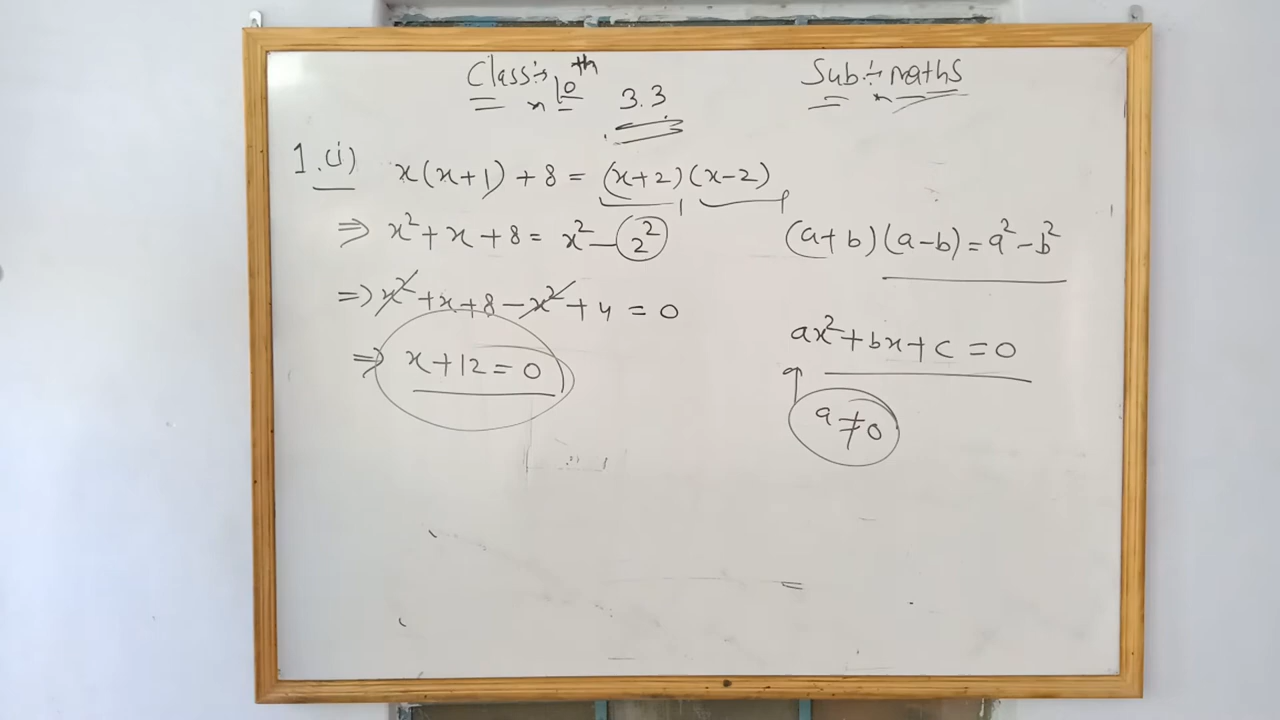 Class:- 10th
Sub:- maths
3.3
1.(i) x(x+1)+8 = (x+2)(x-2)
⇒ x²+x+8 = x²-2²
(a+b)(a-b)=a²-b²
⇒ x²+x+8-x²+4 = 0
ax²+bx+c=0
⇒ x+12=0
a≠0